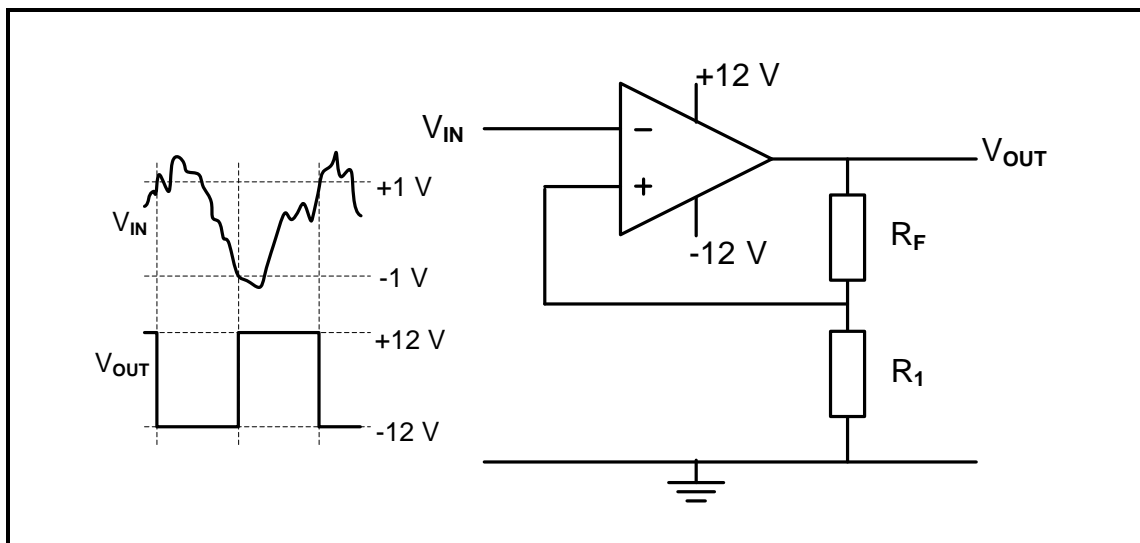 +12 V
V_IN
−
+
-12 V
V_OUT
R_F
R_1
+1 V
V_IN
-1 V
+12 V
V_OUT
-12 V